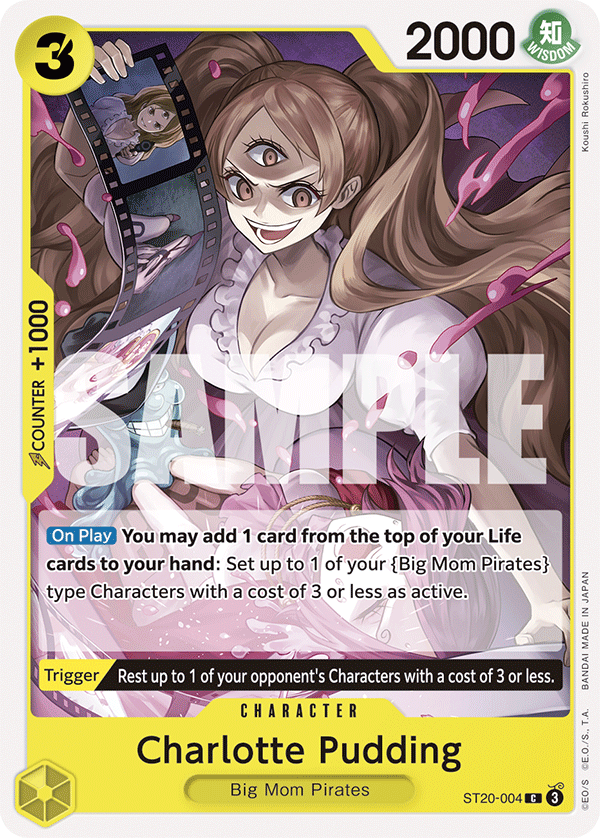 3
2000
知
WISDOM
Koushi Rokushiro
COUNTER +1000
SAMPLE
On Play You may add 1 card from the top of your Life
cards to your hand: Set up to 1 of your {Big Mom Pirates}
type Characters with a cost of 3 or less as active.
Trigger Rest up to 1 of your opponent's Characters with a cost of 3 or less.
CHARACTER
Charlotte Pudding
Big Mom Pirates
ST20-004 C 3
©EO/S ©E.O./S., T.A. BANDAI MADE IN JAPAN